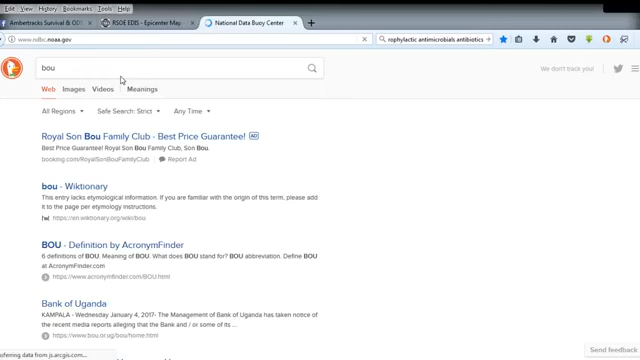 Edit View History Bookmarks Tools Help
Ambertracks Survival & ODS
RSOE EDIS - Epicenter Map
National Data Buoy Center
www.ndbc.noaa.gov
rophylactic antimicrobials antibiotics
bou
We don't track you!
Web Images Videos Meanings
All Regions Safe Search: Strict Any Time
Royal Son Bou Family Club - Best Price Guarantee! AD
Best Price Guarantee! Royal Son Bou Family Club, Son Bou.
booking.com/RoyalSonBouFamilyClub Report Ad
bou - Wiktionary
This entry lacks etymological information. If you are familiar with the origin of this term, please add
it to the page per etymology instructions.
[w] https://en.wiktionary.org/wiki/bou
BOU - Definition by AcronymFinder
6 definitions of BOU. Meaning of BOU. What does BOU stand for? BOU abbreviation. Define BOU
at AcronymFinder.com
https://www.acronymfinder.com/BOU.html
Bank of Uganda
KAMPALA - Wednesday January 4, 2017- The Management of Bank of Uganda has taken notice of
the recent media reports alleging that the Bank and / or some of its ...
https://www.bou.or.ug/bou/home.html
Send feedback
sferring data from js.arcgis.com...